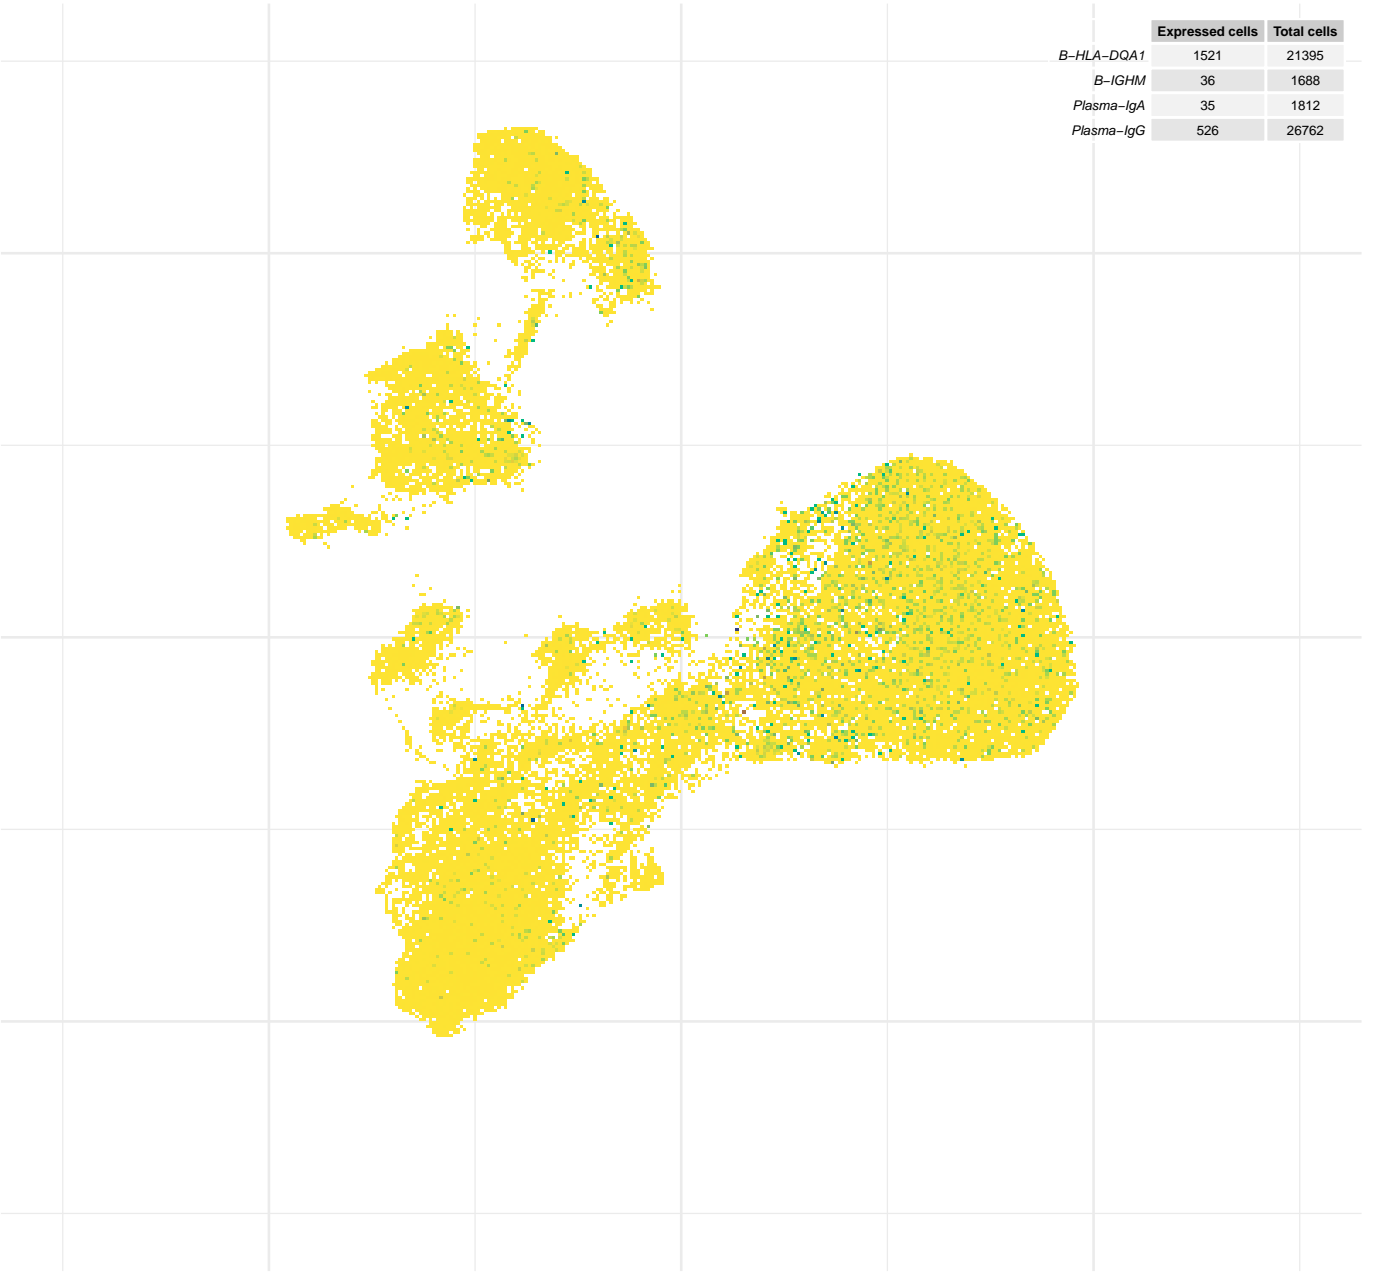 Expressed cells Total cells
B−HLA−DQA1 1521 21395
B−IGHM 36 1688
Plasma−IgA 35 1812
Plasma−IgG 526 26762